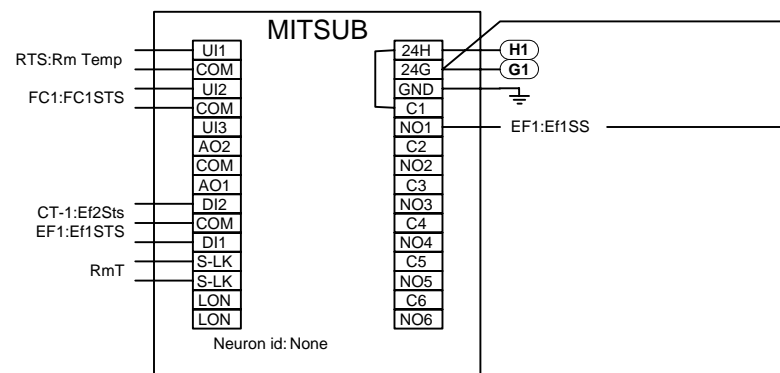 MITSUB
RTS:Rm Temp
FC1:FC1STS
CT-1:Ef2Sts
EF1:Ef1STS
RmT
UI1
COM
UI2
COM
UI3
AO2
COM
AO1
DI2
COM
DI1
S-LK
S-LK
LON
LON
24H
24G
GND
C1
NO1
C2
NO2
C3
NO3
C4
NO4
C5
NO5
C6
NO6
H1
G1
EF1:Ef1SS
Neuron id: None